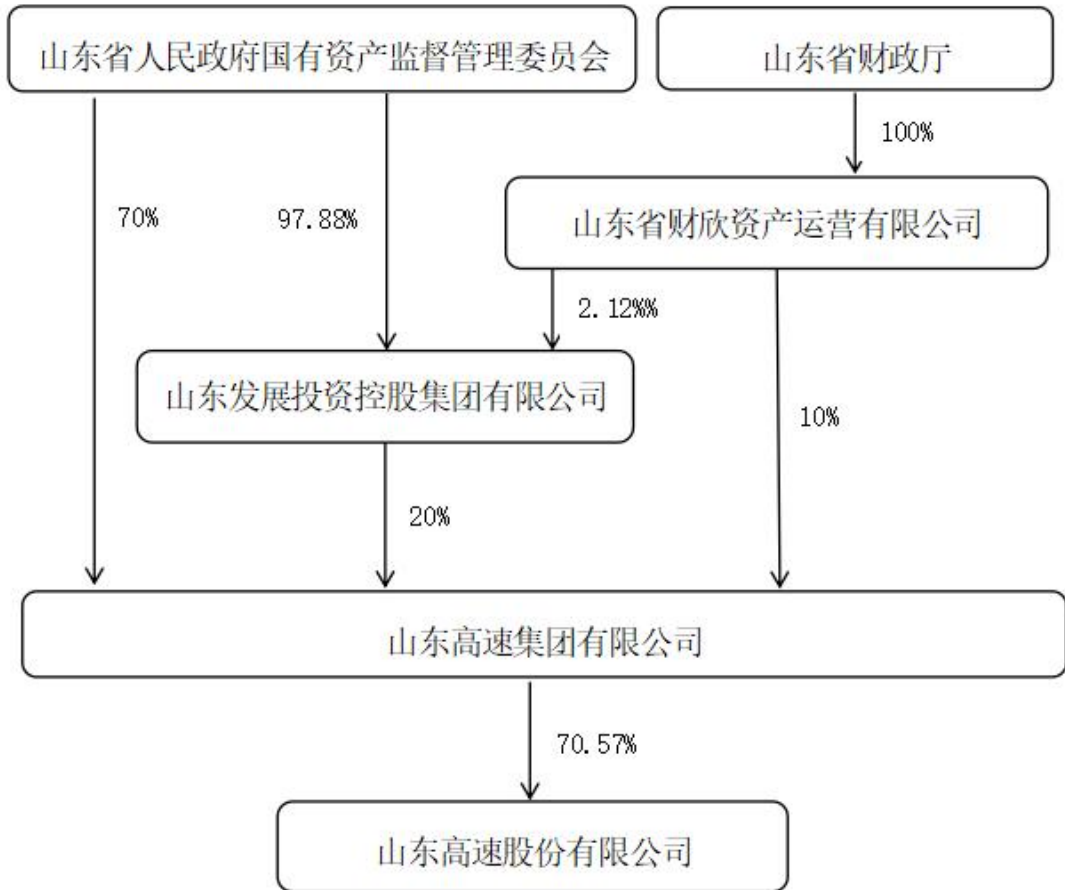 山东省人民政府国有资产监督管理委员会
山东省财政厅
100%
70%
97.88%
山东省财欣资产运营有限公司
2.12%%
山东发展投资控股集团有限公司
10%
20%
山东高速集团有限公司
70.57%
山东高速股份有限公司